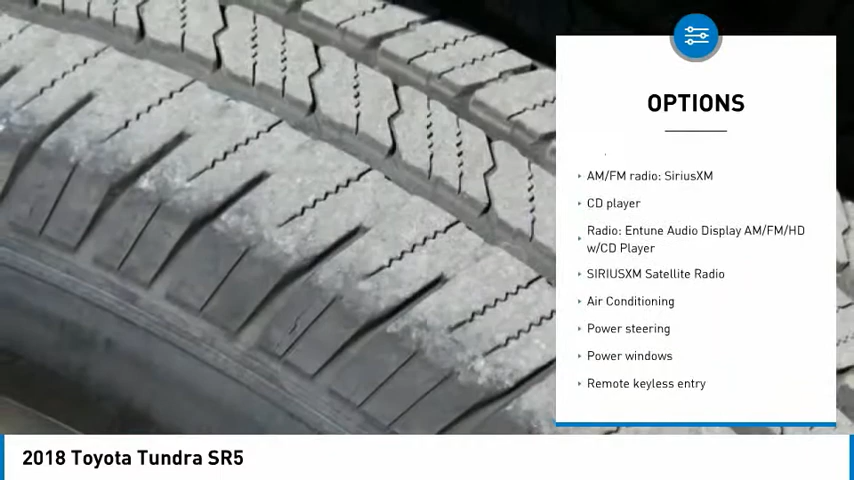 OPTIONS
AM/FM radio: SiriusXM
CD player
Radio: Entune Audio Display AM/FM/HD
w/CD Player
SIRIUSXM Satellite Radio
Air Conditioning
Power steering
Power windows
Remote keyless entry
2018 Toyota Tundra SR5